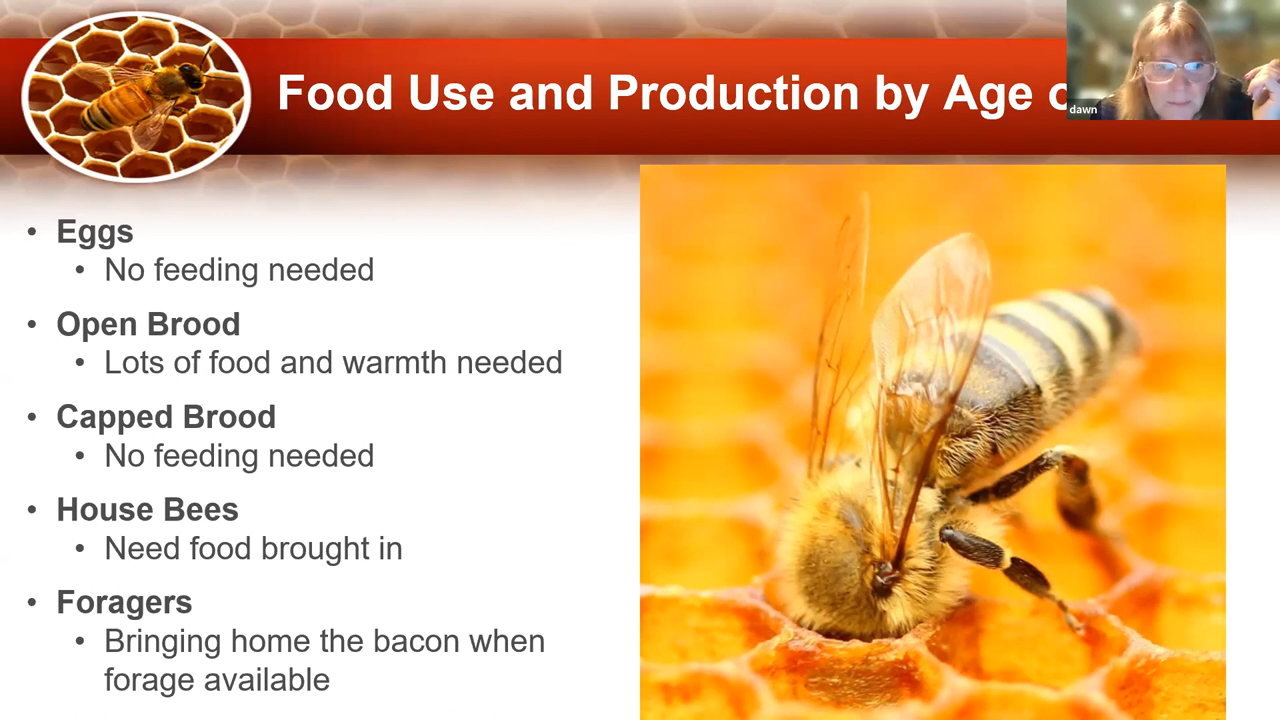 Food Use and Production by Age
dawn
• Eggs
• No feeding needed
• Open Brood
• Lots of food and warmth needed
• Capped Brood
• No feeding needed
• House Bees
• Need food brought in
• Foragers
• Bringing home the bacon when
forage available